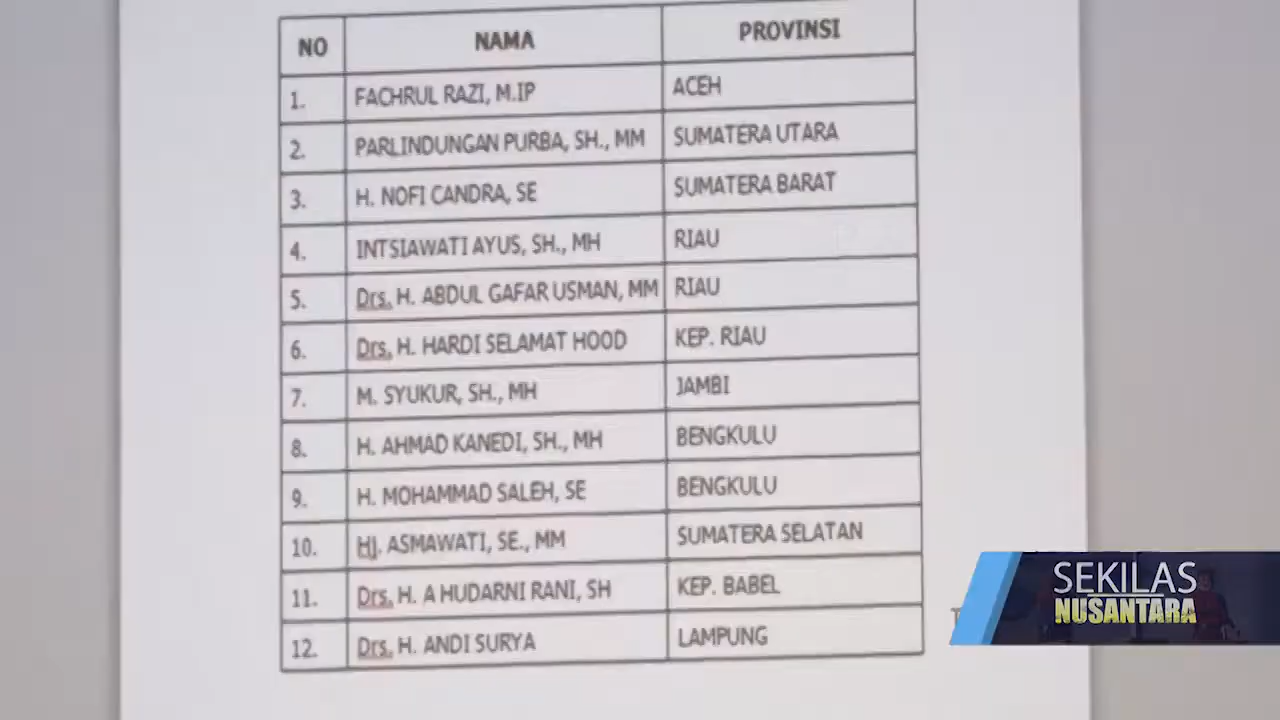 NO NAMA PROVINSI
1. FACHRUL RAZI, M.IP ACEH
2. PARLINDUNGAN PURBA, SH., MM SUMATERA UTARA
3. H. NOFI CANDRA, SE SUMATERA BARAT
4. INTSIAWATI AYUS, SH., MH RIAU
5. Drs. H. ABDUL GAFAR USMAN, MM RIAU
6. Drs. H. HARDI SELAMAT HOOD KEP. RIAU
7. M. SYUKUR, SH., MH JAMBI
8. H. AHMAD KANEDI, SH., MH BENGKULU
9. H. MOHAMMAD SALEH, SE BENGKULU
10. Hj. ASMAWATI, SE., MM SUMATERA SELATAN
11. Drs. H. A HUDARNI RANI, SH KEP. BABEL
12. Drs. H. ANDI SURYA LAMPUNG
SEKILAS
NUSANTARA